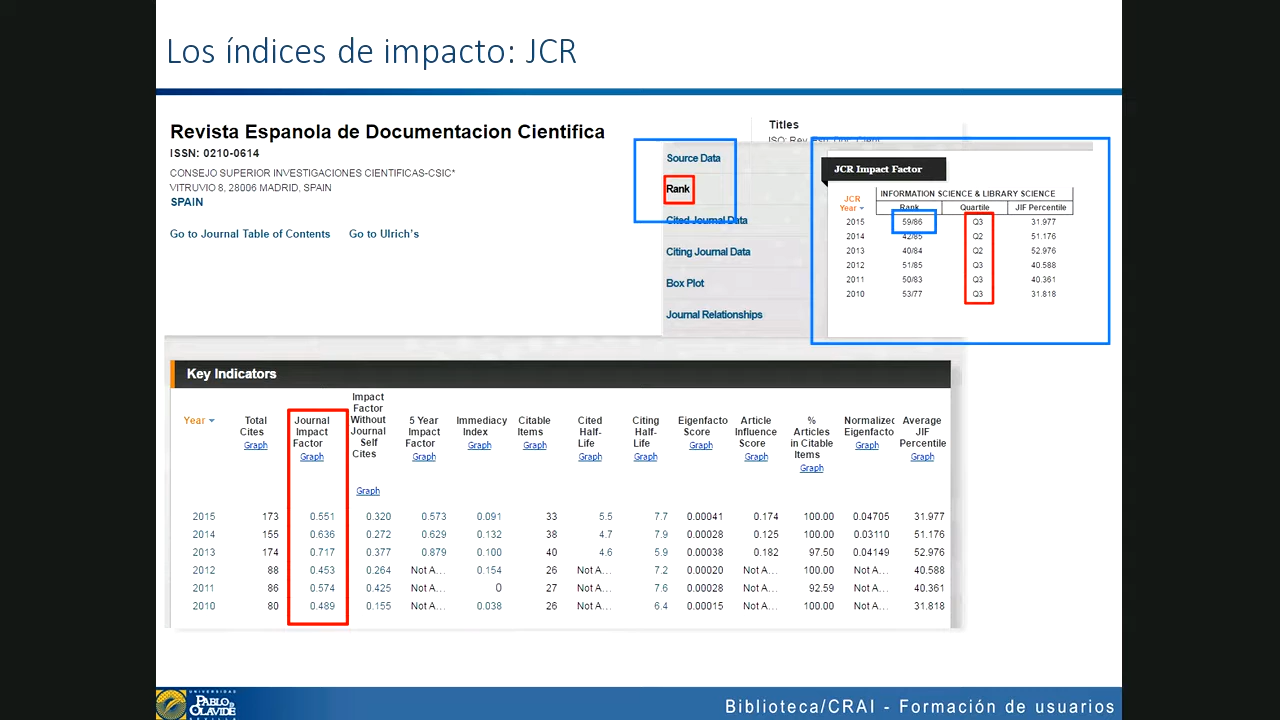 Los índices de impacto: JCR
Revista Espanola de Documentacion Cientifica
ISSN: 0210-0614
CONSEJO SUPERIOR INVESTIGACIONES CIENTIFICAS-CSIC*
VITRUVIO 8, 28006 MADRID, SPAIN
SPAIN
Go to Journal Table of Contents Go to Ulrich's
Titles
ISO: Rev. Esp. Doc. Cient.
Source Data
Rank
Cited Journal Data
Citing Journal Data
Box Plot
Journal Relationships
JCR Impact Factor
JCR Year INFORMATION SCIENCE & LIBRARY SCIENCE
Rank Quartile JIF Percentile
2015 59/86 Q3 31.977
2014 42/85 Q2 51.176
2013 40/84 Q2 52.976
2012 51/85 Q3 40.588
2011 50/83 Q3 40.361
2010 53/77 Q3 31.818
Key Indicators
Year
Total Cites Graph
Journal Impact Factor Graph
Impact Factor Without Journal Self Cites Graph
5 Year Impact Factor Graph
Immediacy Index Graph
Citable Items Graph
Cited Half-Life Graph
Citing Half-Life Graph
Eigenfacto Score Graph
Article Influence Score Graph
% Articles in Citable Items Graph
Normalized Eigenfacto Graph
Average JIF Percentile Graph
2015 173 0.551 0.320 0.573 0.091 33 5.5 7.7 0.00041 0.174 100.00 0.04705 31.977
2014 155 0.636 0.272 0.629 0.132 38 4.7 7.9 0.00028 0.125 100.00 0.03110 51.176
2013 174 0.717 0.377 0.879 0.100 40 4.6 5.9 0.00038 0.182 97.50 0.04149 52.976
2012 88 0.453 0.264 Not A... 0.154 26 Not A... 7.2 0.00020 Not A... 100.00 Not A... 40.588
2011 86 0.574 0.425 Not A... 0 27 Not A... 7.6 0.00028 Not A... 92.59 Not A... 40.361
2010 80 0.489 0.155 Not A... 0.038 26 Not A... 6.4 0.00015 Not A... 100.00 Not A... 31.818
UNIVERSIDAD
PABLO DE
OLAVIDE
SEVILLA
Biblioteca/CRAI - Formación de usuarios